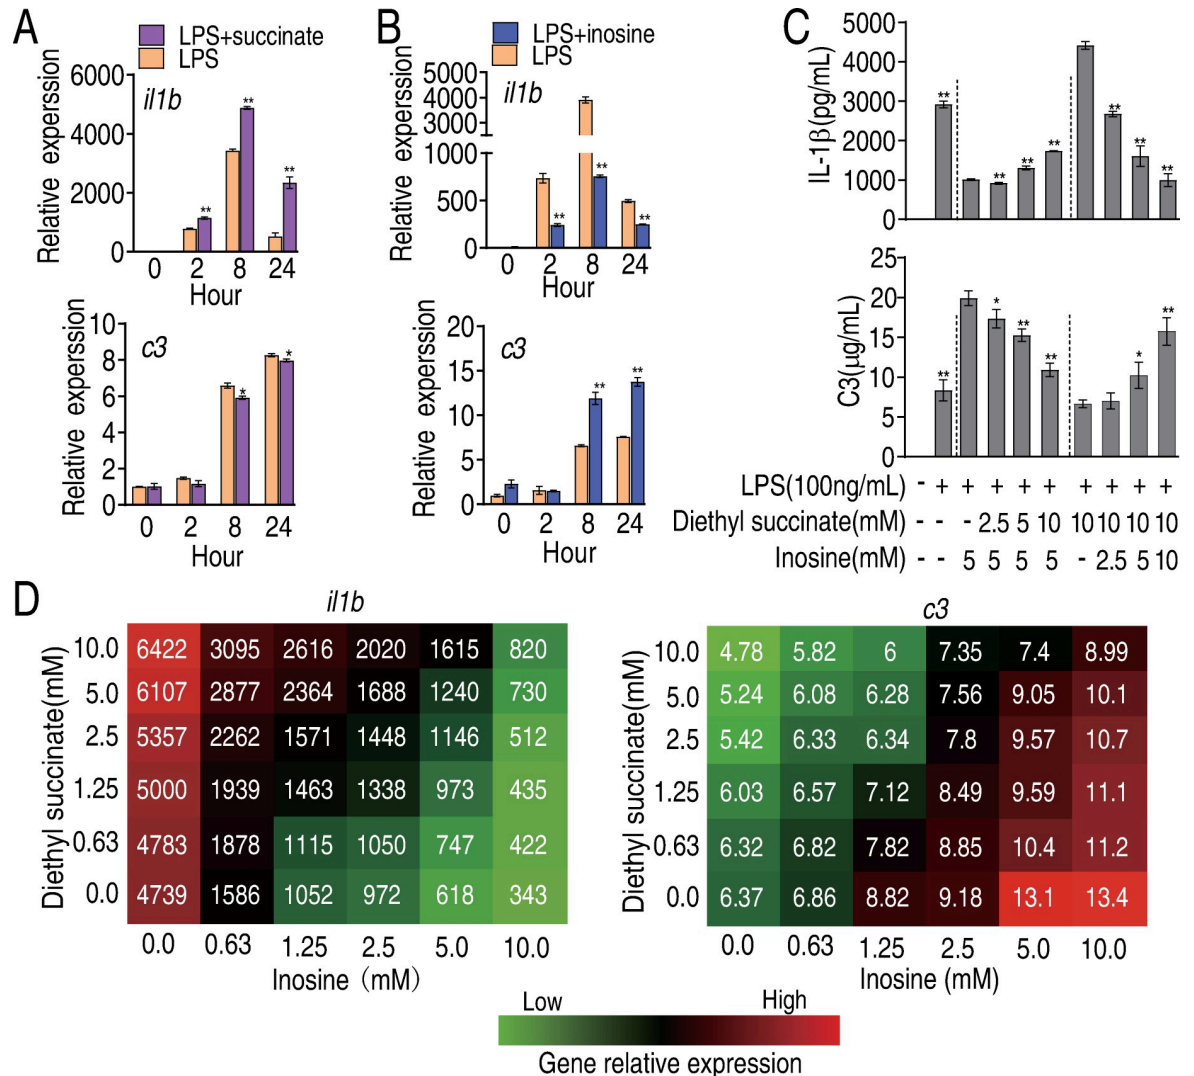 A
LPS+succinate
LPS
il1b
Relative experssion
6000
4000
2000
0
** ** **
0 2 8 24
Hour
c3
Relative experssion
10
8
6
4
2
0
* *
0 2 8 24
Hour
B
LPS+inosine
LPS
il1b
Relative experssion
5000
4000
3000
1000
500
0
** ** **
0 2 8 24
Hour
c3
Relative experssion
20
15
10
5
0
** **
0 2 8 24
Hour
C
IL-1β(pg/mL)
5000
4000
3000
2000
1000
0
** ** ** ** ** ** **
C3(µg/mL)
25
20
15
10
5
0
** * ** ** * **
LPS(100ng/mL) - + + + + + + + + +
Diethyl succinate(mM) - - - 2.5 5 10 10 10 10 10
Inosine(mM) - - 5 5 5 5 - 2.5 5 10
D
il1b
Diethyl succinate(mM)
10.0 6422 3095 2616 2020 1615 820
5.0 6107 2877 2364 1688 1240 730
2.5 5357 2262 1571 1448 1146 512
1.25 5000 1939 1463 1338 973 435
0.63 4783 1878 1115 1050 747 422
0.0 4739 1586 1052 972 618 343
0.0 0.63 1.25 2.5 5.0 10.0
Inosine (mM)
c3
Diethyl succinate(mM)
10.0 4.78 5.82 6 7.35 7.4 8.99
5.0 5.24 6.08 6.28 7.56 9.05 10.1
2.5 5.42 6.33 6.34 7.8 9.57 10.7
1.25 6.03 6.57 7.12 8.49 9.59 11.1
0.63 6.32 6.82 7.82 8.85 10.4 11.2
0.0 6.37 6.86 8.82 9.18 13.1 13.4
0.0 0.63 1.25 2.5 5.0 10.0
Inosine (mM)
Low High
Gene relative expression